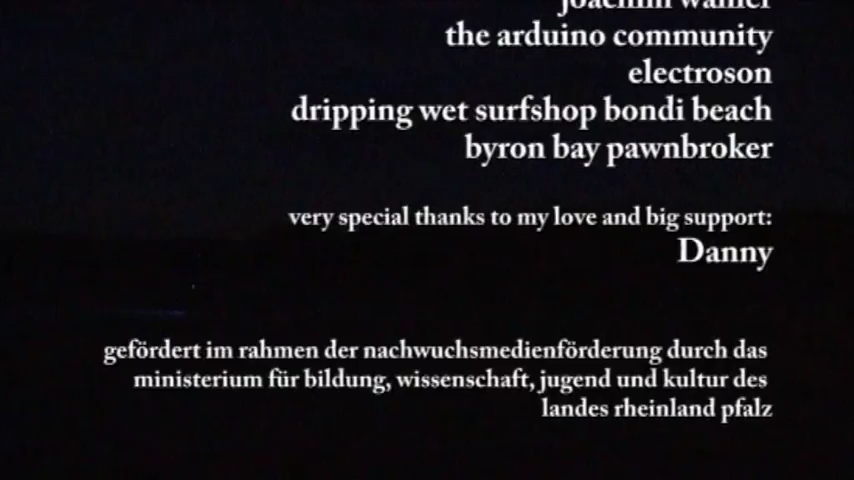 the arduino community
electroson
dripping wet surfshop bondi beach
byron bay pawnbroker
very special thanks to my love and big support:
Danny
gefördert im rahmen der nachwuchsmedienförderung durch das
ministerium für bildung, wissenschaft, jugend und kultur des
landes rheinland pfalz